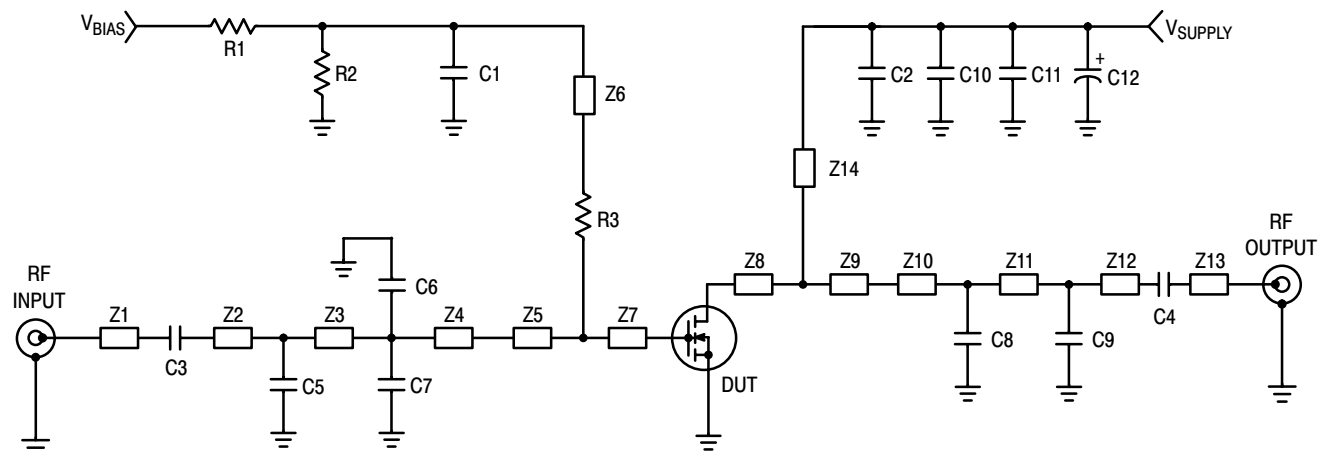 VBIAS
R1
R2
C1
Z6
R3
VSUPPLY
C2
C10
C11
+
C12
Z14
RF
INPUT
Z1
C3
Z2
C5
Z3
C6
C7
Z4
Z5
Z7
DUT
Z8
Z9
Z10
C8
Z11
C9
Z12
C4
Z13
RF
OUTPUT